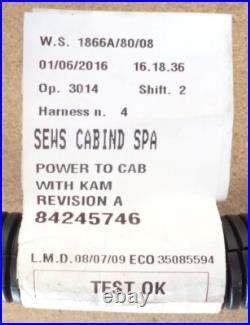 W.S. 1866A/80/08
01/06/2016 16.18.36
Op. 3014 Shift. 2
Harness n. 4
SEWS CABIND SPA
POWER TO CAB
WITH KAM
REVISION A
84245746
L.M.D. 08/07/09 ECO 35085594
TEST OK